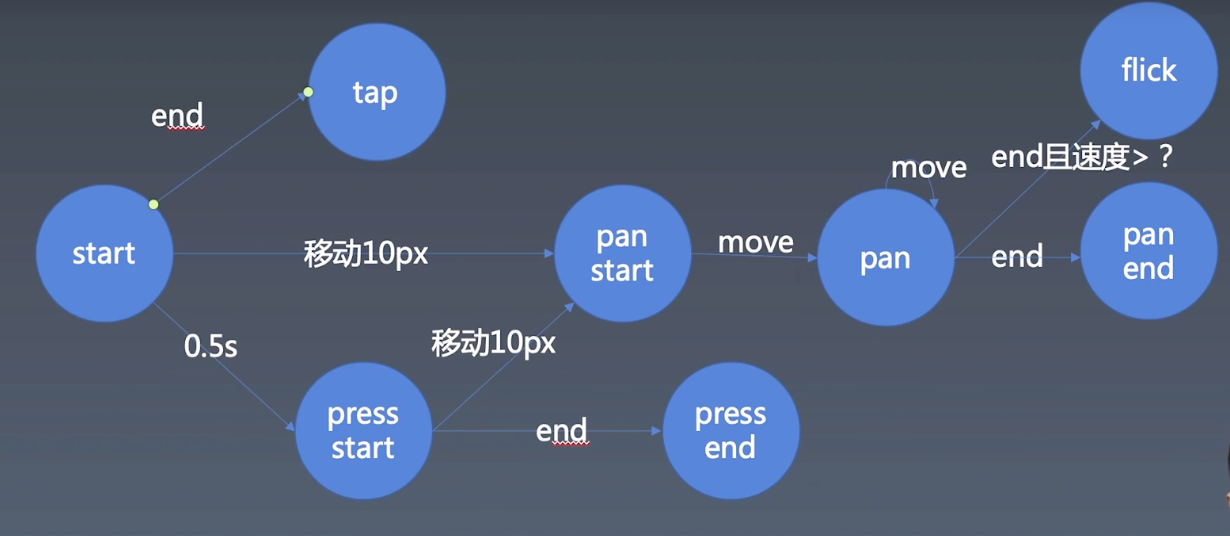 flick
tap
end
end且速度>？
move
start
移动10px
pan
start
move
pan
end
pan
end
0.5s
移动10px
press
start
end
press
end